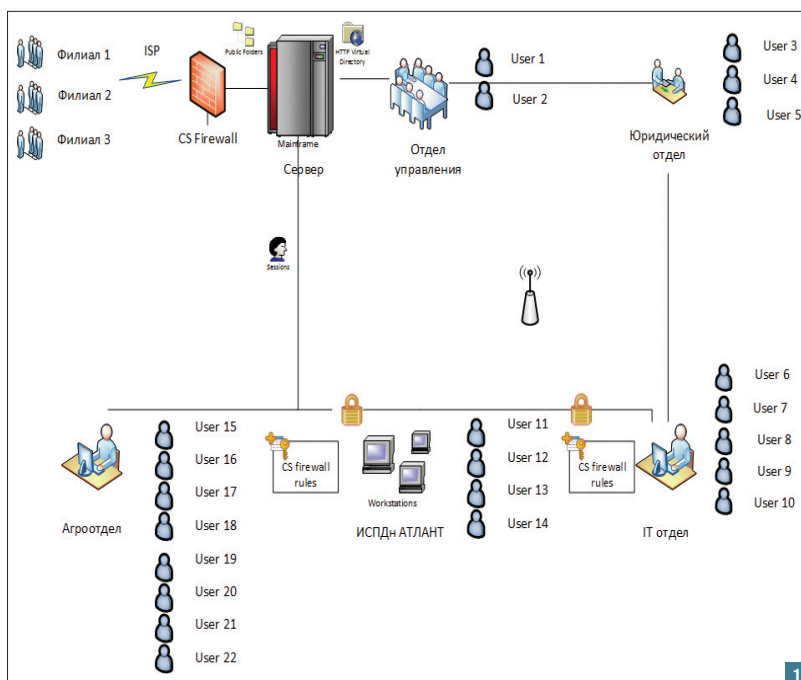 Филиал 1
Филиал 2
Филиал 3
ISP
CS Firewall
Public Folders
HTTP Virtual
Directory
Mainframe
Сервер
Отдел
управления
User 1
User 2
Юридический
отдел
User 3
User 4
User 5
Sessions
Агроотдел
User 15
User 16
User 17
User 18
User 19
User 20
User 21
User 22
CS firewall
rules
Workstations
ИСПДн АТЛАНТ
User 11
User 12
User 13
User 14
CS firewall
rules
IT отдел
User 6
User 7
User 8
User 9
User 10
1